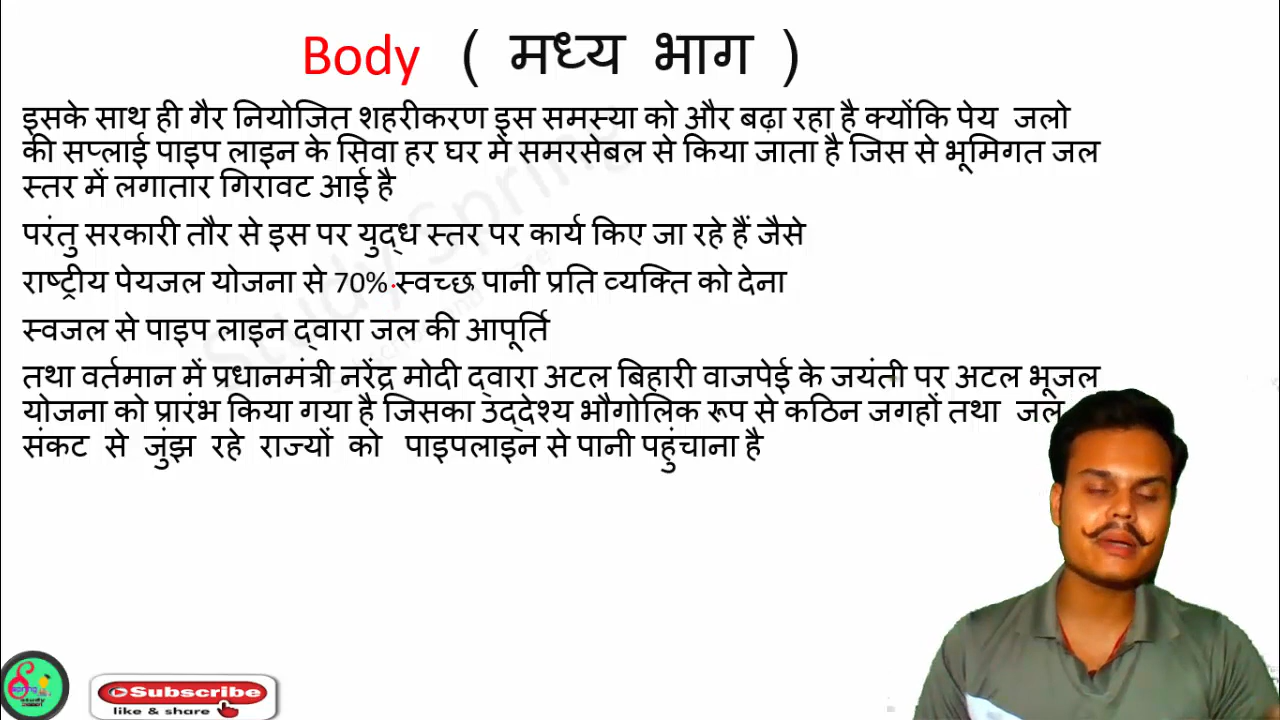 Body ( मध्य भाग )
इसके साथ ही गैर नियोजित शहरीकरण इस समस्या को और बढ़ा रहा है क्योंकि पेय जलो
की सप्लाई पाइप लाइन के सिवा हर घर में समरसेबल से किया जाता है जिस से भूमिगत जल
स्तर में लगातार गिरावट आई है
परंतु सरकारी तौर से इस पर युद्ध स्तर पर कार्य किए जा रहे हैं जैसे
राष्ट्रीय पेयजल योजना से 70% स्वच्छ पानी प्रति व्यक्ति को देना
स्वजल से पाइप लाइन द्वारा जल की आपूर्ति
तथा वर्तमान में प्रधानमंत्री नरेंद्र मोदी द्वारा अटल बिहारी वाजपेई के जयंती पर अटल भूजल
योजना को प्रारंभ किया गया है जिसका उद्देश्य भौगोलिक रूप से कठिन जगहों तथा जल
संकट से जुंझ रहे राज्यों को पाइपलाइन से पानी पहुंचाना है
Study Spring
Subscribe
like & share